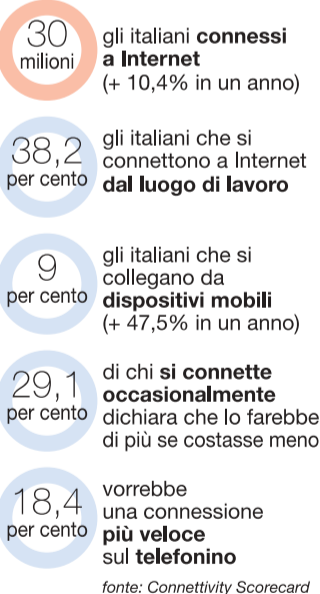 30
milioni
gli italiani connessi
a Internet
(+ 10,4% in un anno)
38,2
per cento
gli italiani che si
connettono a Internet
dal luogo di lavoro
9
per cento
gli italiani che si
collegano da
dispositivi mobili
(+ 47,5% in un anno)
29,1
per cento
di chi si connette
occasionalmente
dichiara che lo farebbe
di più se costasse meno
18,4
per cento
vorrebbe
una connessione
più veloce
sul telefonino
fonte: Connettivity Scorecard